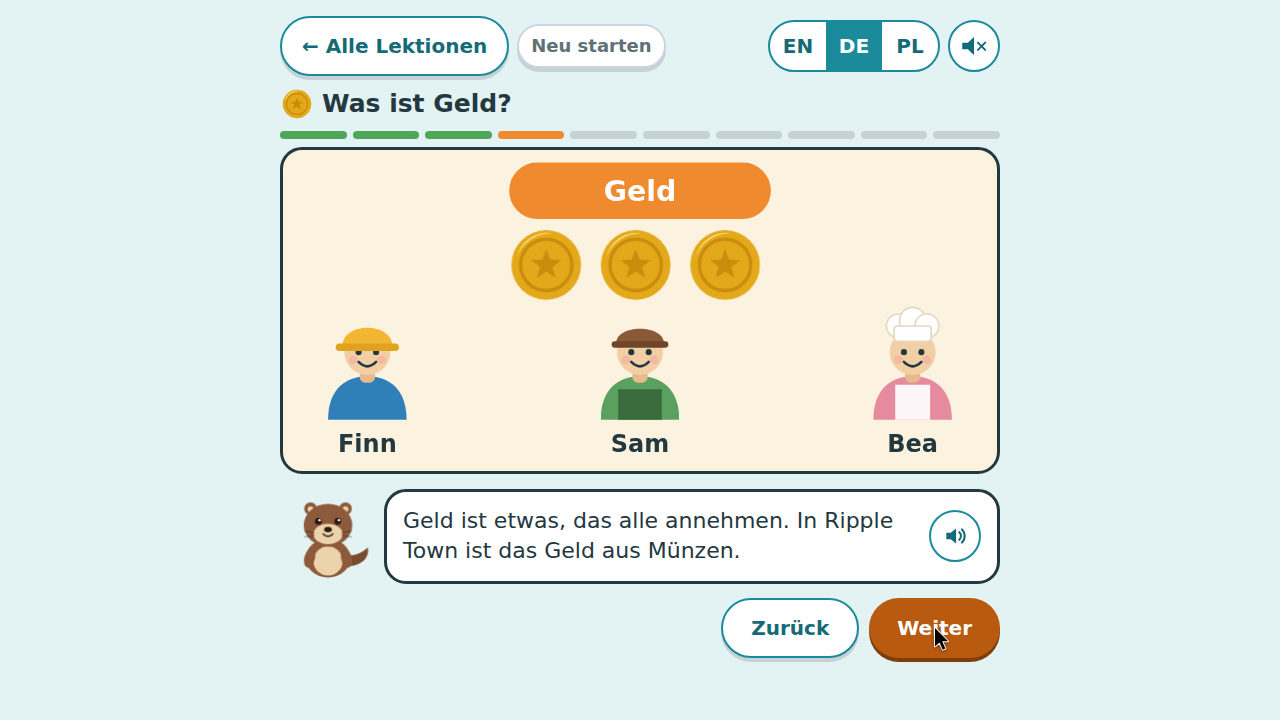 ← Alle Lektionen
Neu starten
EN DE PL
Was ist Geld?
Geld
Finn
Sam
Bea
Geld ist etwas, das alle annehmen. In Ripple
Town ist das Geld aus Münzen.
Zurück
Weiter